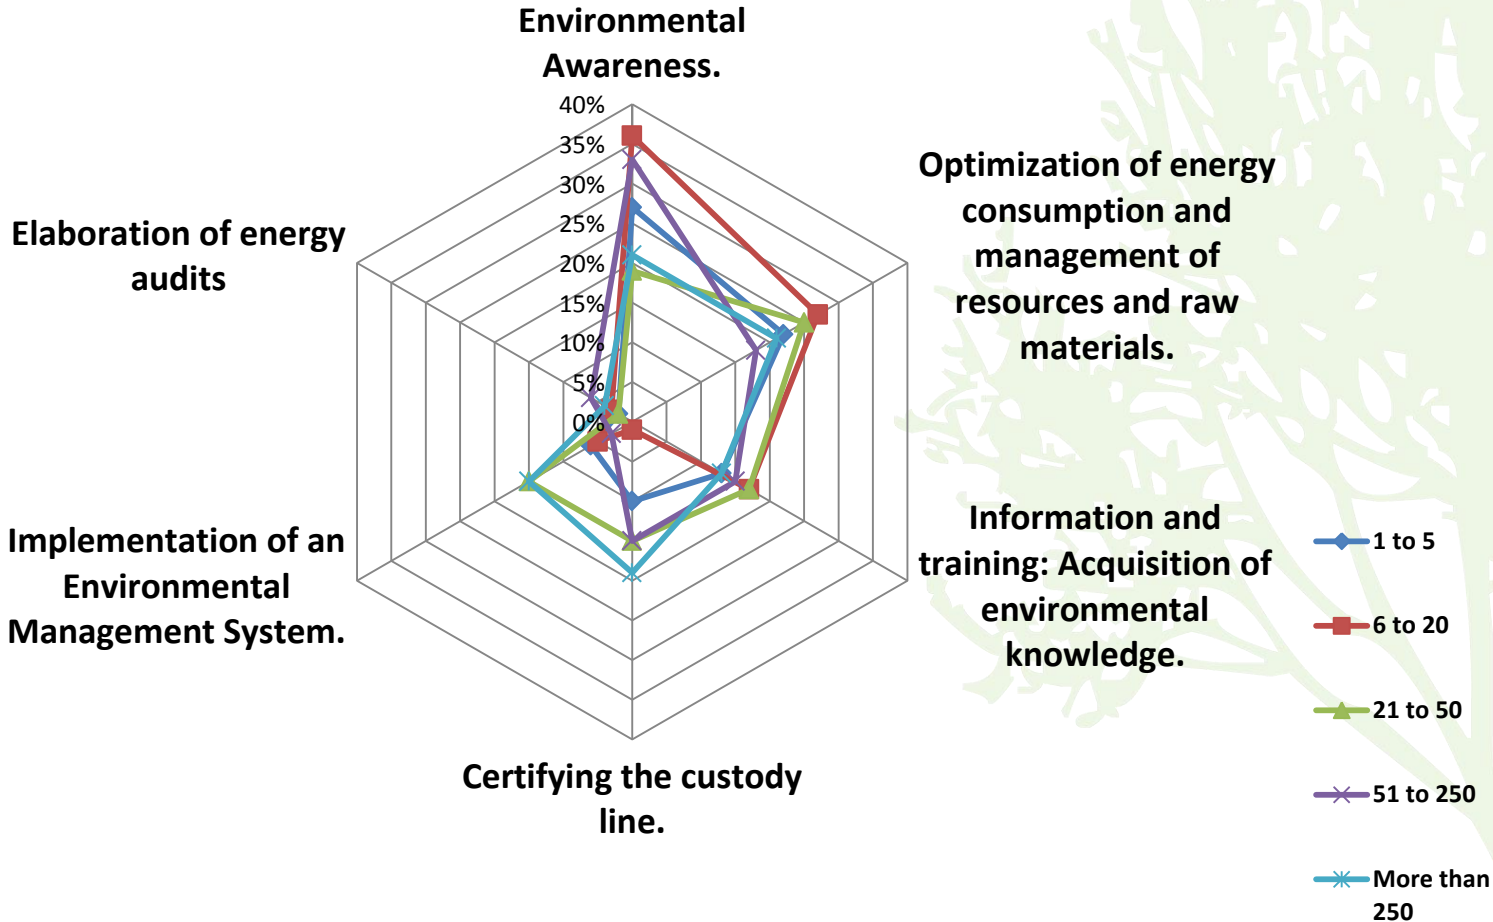 Environmental
Awareness.
40%
35%
30%
25%
20%
15%
10%
5%
0%
Optimization of energy
consumption and
management of
resources and raw
materials.
Elaboration of energy
audits
Information and
training: Acquisition of
environmental
knowledge.
Implementation of an
Environmental
Management System.
Certifying the custody
line.
1 to 5
6 to 20
21 to 50
51 to 250
More than
250